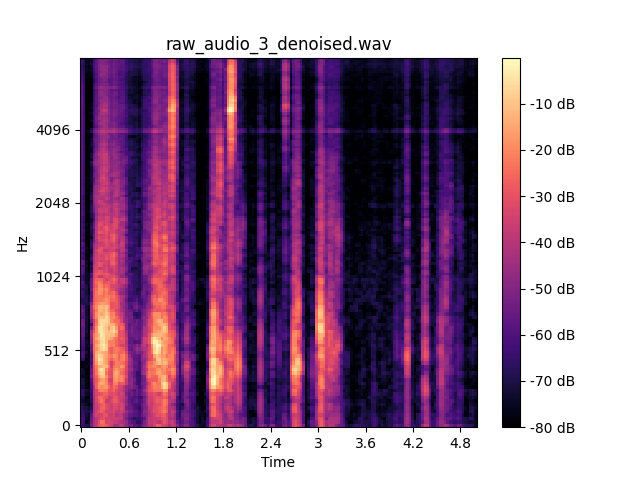 raw_audio_3_denoised.wav
Hz
4096
2048
1024
512
0
0 0.6 1.2 1.8 2.4 3 3.6 4.2 4.8
Time
-10 dB
-20 dB
-30 dB
-40 dB
-50 dB
-60 dB
-70 dB
-80 dB